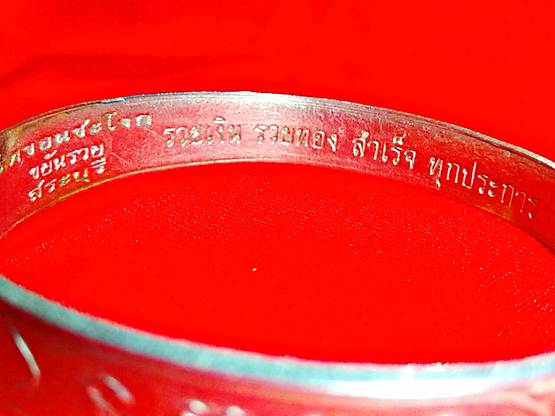 ขยันรวย
สระบุรี
รวยเงิน รวยทอง สำเร็จ ทุกประการ